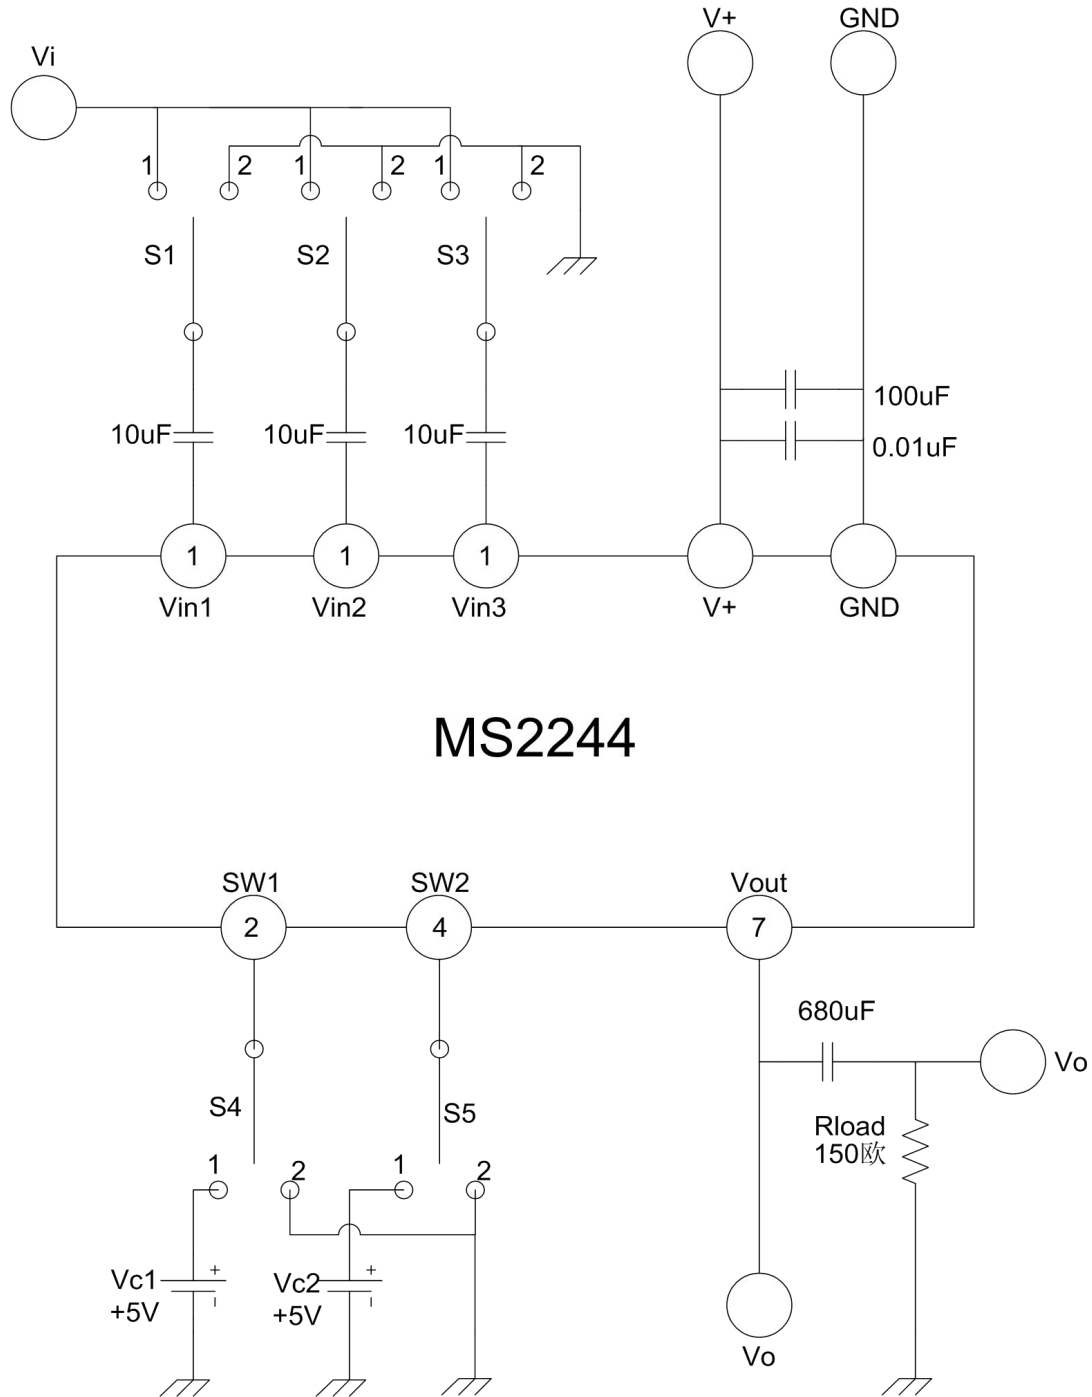 V+ GND
Vi
1 2 1 2 1 2
S1 S2 S3
100uF
10uF 10uF 10uF
0.01uF
1 1 1
Vin1 Vin2 Vin3 V+ GND
MS2244
SW1 SW2 Vout
2 4 7
680uF
Vo
S4 S5
Rload
150欧
1 2 1 2
Vc1 + Vc2 +
+5V - +5V -
Vo